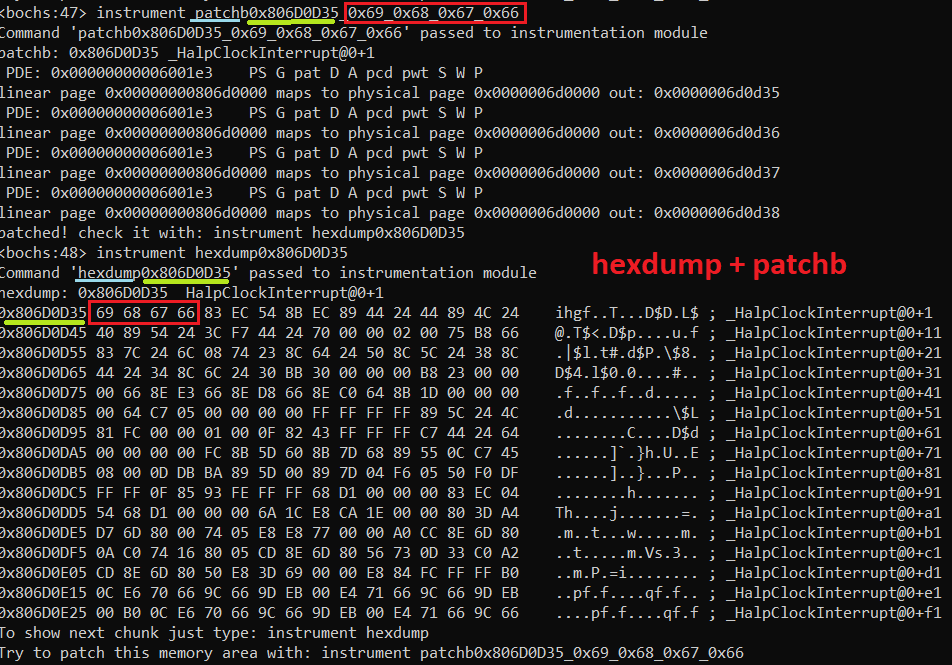 <bochs:47> instrument patchb0x806D0D35_0x69_0x68_0x67_0x66
Command 'patchb0x806D0D35_0x69_0x68_0x67_0x66' passed to instrumentation module
patchb: 0x806D0D35 _HalpClockInterrupt@0+1
PDE: 0x00000000006001e3    PS G pat D A pcd pwt S W P
linear page 0x00000000806d0000 maps to physical page 0x0000006d0000 out: 0x0000006d0d35
PDE: 0x00000000006001e3    PS G pat D A pcd pwt S W P
linear page 0x00000000806d0000 maps to physical page 0x0000006d0000 out: 0x0000006d0d36
PDE: 0x00000000006001e3    PS G pat D A pcd pwt S W P
linear page 0x00000000806d0000 maps to physical page 0x0000006d0000 out: 0x0000006d0d37
PDE: 0x00000000006001e3    PS G pat D A pcd pwt S W P
linear page 0x00000000806d0000 maps to physical page 0x0000006d0000 out: 0x0000006d0d38
patched! check it with: instrument hexdump0x806D0D35
<bochs:48> instrument hexdump0x806D0D35
Command 'hexdump0x806D0D35' passed to instrumentation module
hexdump + patchb
hexdump: 0x806D0D35 _HalpClockInterrupt@0+1
0x806D0D35 69 68 67 66 83 EC 54 8B EC 89 44 24 44 89 4C 24    ihgf..T...D$D.L$ ; _HalpClockInterrupt@0+1
0x806D0D45 40 89 54 24 3C F7 44 24 70 00 00 02 00 75 B8 66    @.T$<.D$p....u.f ; _HalpClockInterrupt@0+11
0x806D0D55 83 7C 24 6C 08 74 23 8C 64 24 50 8C 5C 24 38 8C    .|$l.t#.d$P.\$8. ; _HalpClockInterrupt@0+21
0x806D0D65 44 24 34 8C 6C 24 30 BB 30 00 00 00 B8 23 00 00    D$4.l$0.0....#.. ; _HalpClockInterrupt@0+31
0x806D0D75 00 66 8E E3 66 8E D8 66 8E C0 64 8B 1D 00 00 00    .f..f..f..d..... ; _HalpClockInterrupt@0+41
0x806D0D85 00 64 C7 05 00 00 00 00 FF FF FF FF 89 5C 24 4C    .d...........\$L ; _HalpClockInterrupt@0+51
0x806D0D95 81 FC 00 00 01 00 0F 82 43 FF FF FF C7 44 24 64    ........C....D$d ; _HalpClockInterrupt@0+61
0x806D0DA5 00 00 00 00 FC 8B 5D 60 8B 7D 68 89 55 0C C7 45    ......]`.}h.U..E ; _HalpClockInterrupt@0+71
0x806D0DB5 08 00 0D DB BA 89 5D 00 89 7D 04 F6 05 50 F0 DF    ......]..}...P.. ; _HalpClockInterrupt@0+81
0x806D0DC5 FF FF 0F 85 93 FE FF FF 68 D1 00 00 00 83 EC 04    ........h....... ; _HalpClockInterrupt@0+91
0x806D0DD5 54 68 D1 00 00 00 6A 1C E8 CA 1E 00 00 80 3D A4    Th....j.......=. ; _HalpClockInterrupt@0+a1
0x806D0DE5 D7 6D 80 00 74 05 E8 E8 77 00 00 A0 CC 8E 6D 80    .m..t...w.....m. ; _HalpClockInterrupt@0+b1
0x806D0DF5 0A C0 74 16 80 05 CD 8E 6D 80 56 73 0D 33 C0 A2    ..t.....m.Vs.3.. ; _HalpClockInterrupt@0+c1
0x806D0E05 CD 8E 6D 80 50 E8 3D 69 00 00 E8 84 FC FF FF B0    ..m.P.=i........ ; _HalpClockInterrupt@0+d1
0x806D0E15 0C E6 70 66 9C 66 9D EB 00 E4 71 66 9C 66 9D EB    ..pf.f....qf.f.. ; _HalpClockInterrupt@0+e1
0x806D0E25 00 B0 0C E6 70 66 9C 66 9D EB 00 E4 71 66 9C 66    ....pf.f....qf.f ; _HalpClockInterrupt@0+f1
To show next chunk just type: instrument hexdump
Try to patch this memory area with: instrument patchb0x806D0D35_0x69_0x68_0x67_0x66